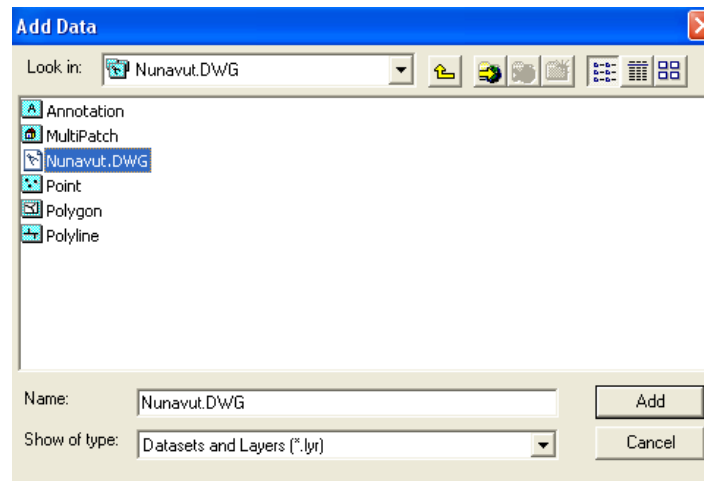 Add Data
Look in: Nunavut.DWG
Annotation
MultiPatch
Nunavut.DWG
Point
Polygon
Polyline
Name: Nunavut.DWG
Add
Show of type: Datasets and Layers (*.lyr)
Cancel